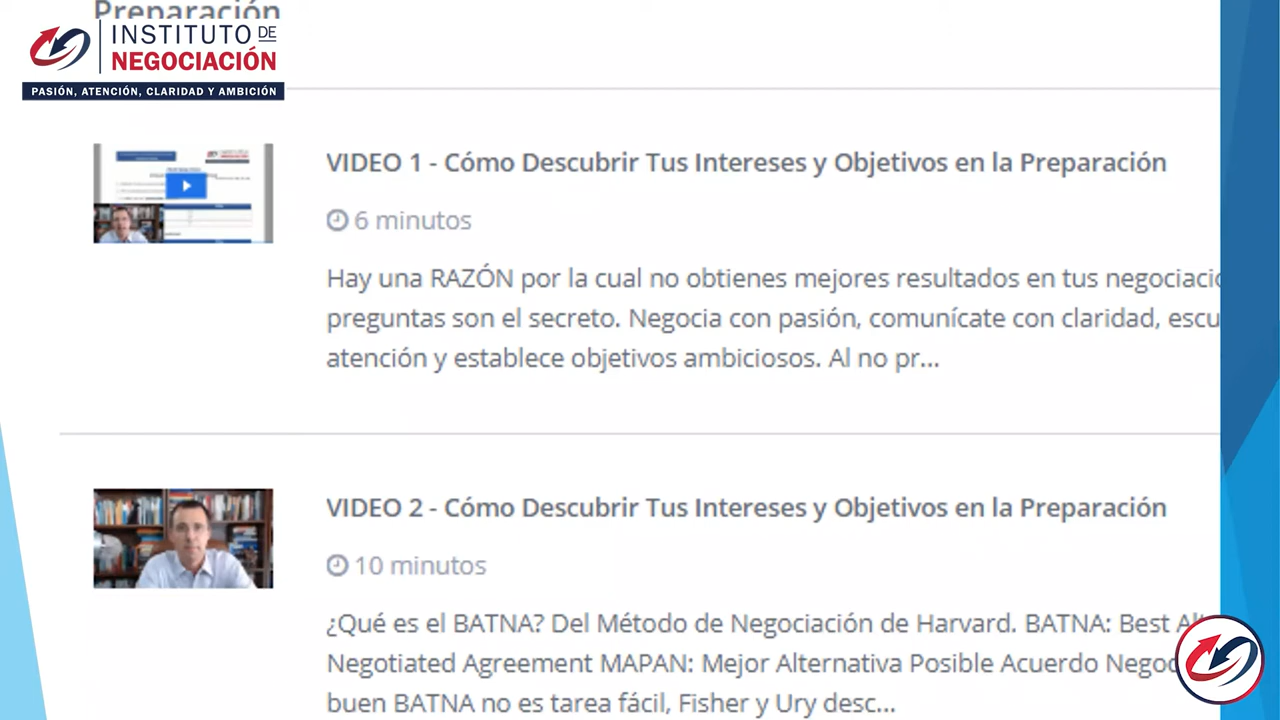 Preparación
INSTITUTO DE
NEGOCIACIÓN
PASIÓN, ATENCIÓN, CLARIDAD Y AMBICIÓN
VIDEO 1 - Cómo Descubrir Tus Intereses y Objetivos en la Preparación
6 minutos
Hay una RAZÓN por la cual no obtienes mejores resultados en tus negociacio
preguntas son el secreto. Negocia con pasión, comunícate con claridad, escu
atención y establece objetivos ambiciosos. Al no pr...
VIDEO 2 - Cómo Descubrir Tus Intereses y Objetivos en la Preparación
10 minutos
¿Qué es el BATNA? Del Método de Negociación de Harvard. BATNA: Best Alt
Negotiated Agreement MAPAN: Mejor Alternativa Posible Acuerdo Negoc
buen BATNA no es tarea fácil, Fisher y Ury desc...